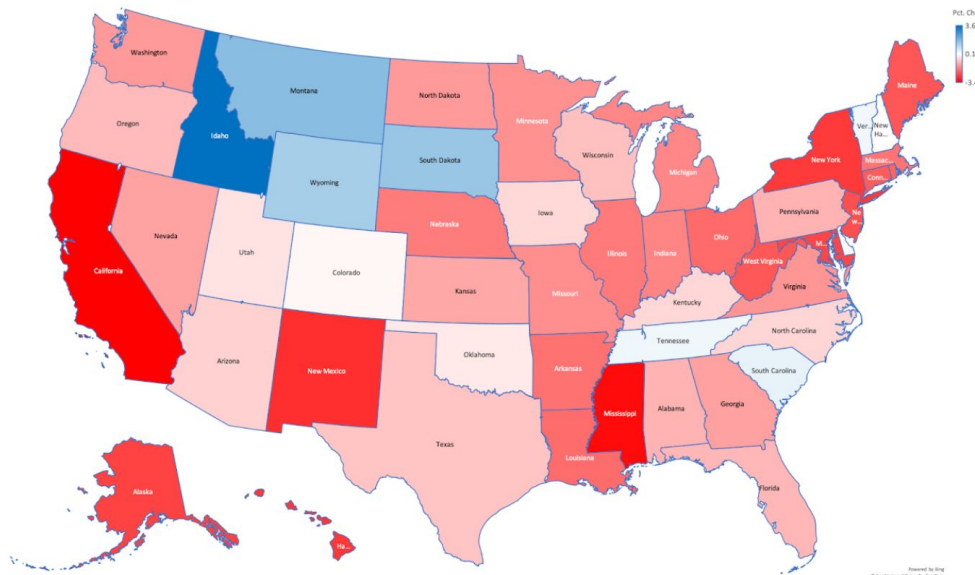 Pct. Ch
3.6
0.1
-3.4
Washington
Montana
North Dakota
Minnesota
Maine
Oregon
Idaho
Wyoming
South Dakota
Wisconsin
Michigan
Ver...
New
Ha...
New York
Massac...
Conn...
Nevada
Utah
Colorado
Nebraska
Iowa
Pennsylvania
Ne
w...
California
Kansas
Missouri
Illinois
Indiana
Ohio
West Virginia
M...
Virginia
Kentucky
Arizona
New Mexico
Oklahoma
Arkansas
Tennessee
North Carolina
South Carolina
Texas
Louisiana
Mississippi
Alabama
Georgia
Florida
Alaska
Ha...
Powered by Bing